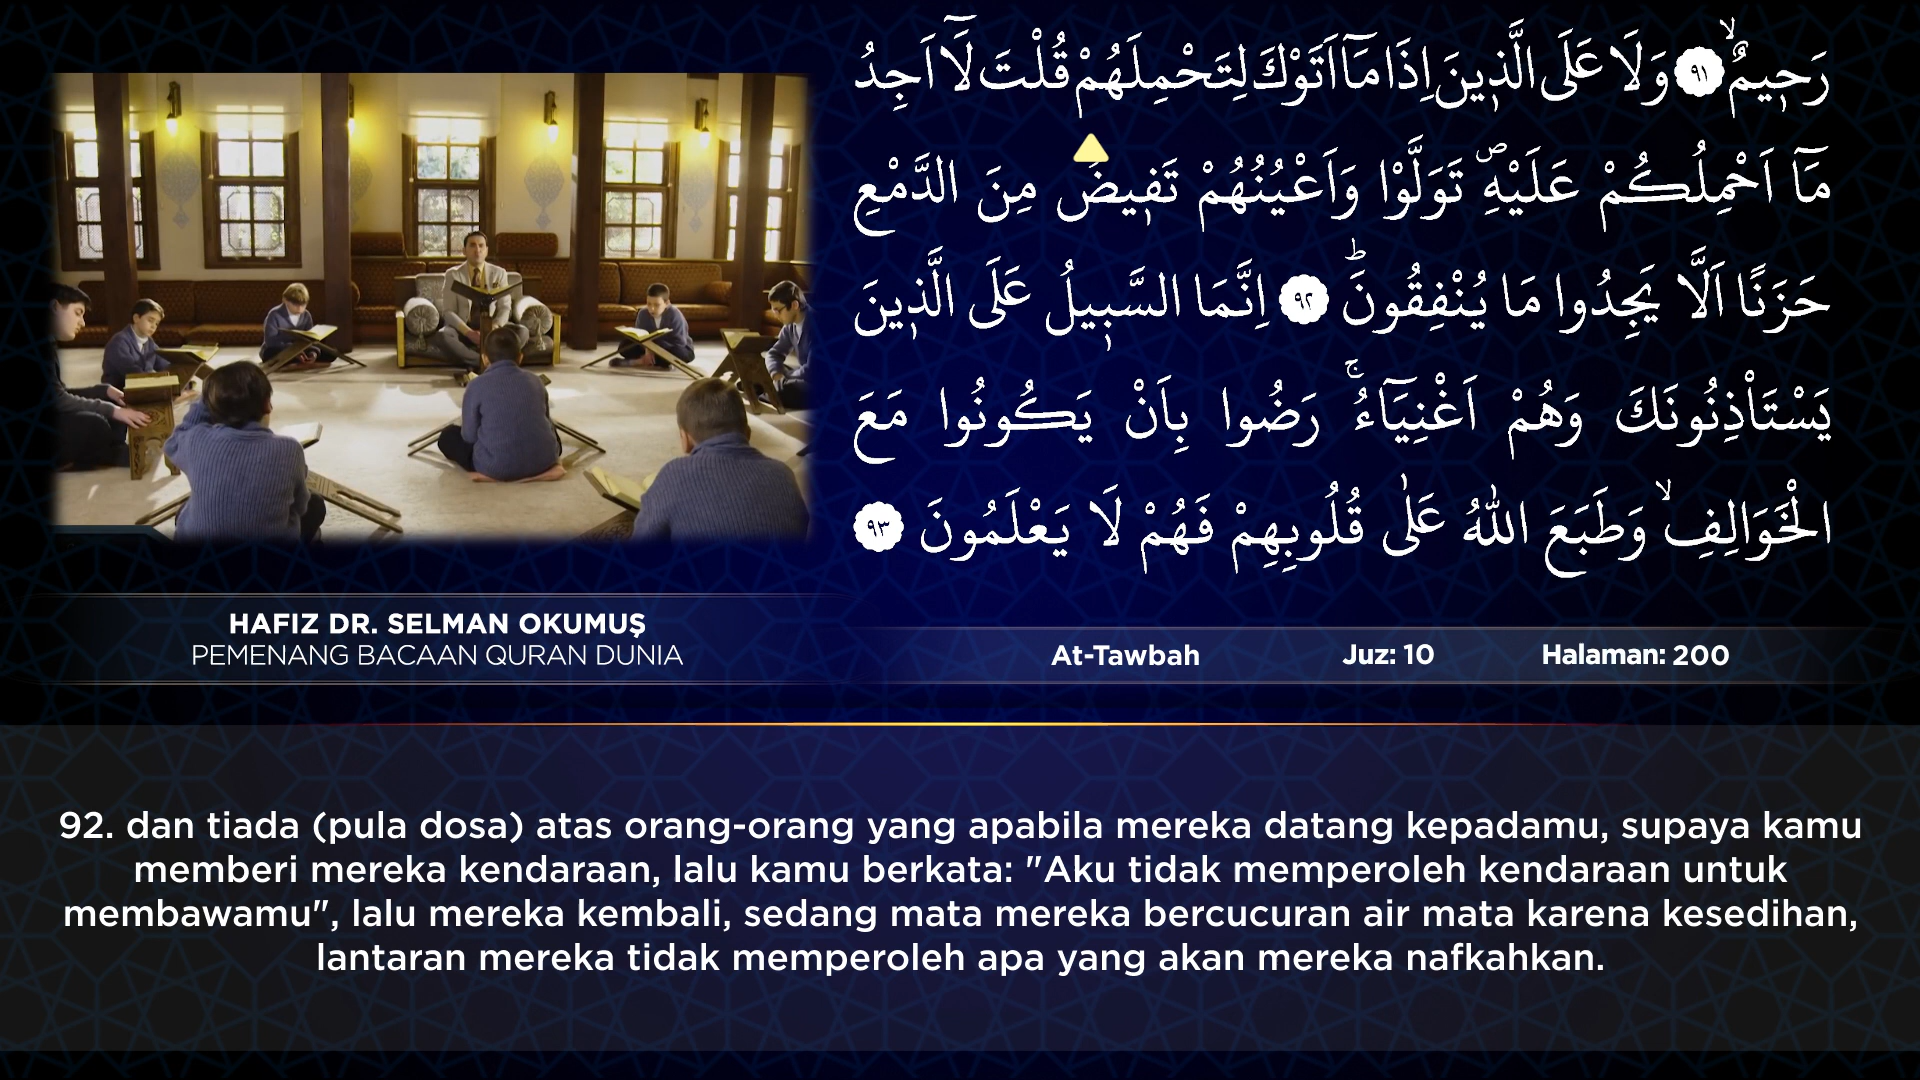 رَحٖيمٌۙ ﴿٩١﴾ وَلَا عَلَى الَّذٖينَ اِذَا مَٓا اَتَوْكَ لِتَحْمِلَهُمْ قُلْتَ لَٓا اَجِدُ
مَٓا اَحْمِلُكُمْ عَلَيْهِࣕ تَوَلَّوْا وَاَعْيُنُهُمْ تَفٖيضُ مِنَ الدَّمْعِ
حَزَنًا اَلَّا يَجِدُوا مَا يُنْفِقُونَؕ ﴿٩٢﴾ اِنَّمَا السَّبٖيلُ عَلَى الَّذٖينَ
يَسْتَأْذِنُونَكَ وَهُمْ اَغْنِيَٓاءُۚ رَضُوا بِاَنْ يَكُونُوا مَعَ
الْخَوَالِفِۙ وَطَبَعَ اللّٰهُ عَلٰى قُلُوبِهِمْ فَهُمْ لَا يَعْلَمُونَ ﴿٩٣﴾
HAFIZ DR. SELMAN OKUMUŞ
PEMENANG BACAAN QURAN DUNIA
At-Tawbah Juz: 10 Halaman: 200
92. dan tiada (pula dosa) atas orang-orang yang apabila mereka datang kepadamu, supaya kamu
memberi mereka kendaraan, lalu kamu berkata: "Aku tidak memperoleh kendaraan untuk
membawamu", lalu mereka kembali, sedang mata mereka bercucuran air mata karena kesedihan,
lantaran mereka tidak memperoleh apa yang akan mereka nafkahkan.